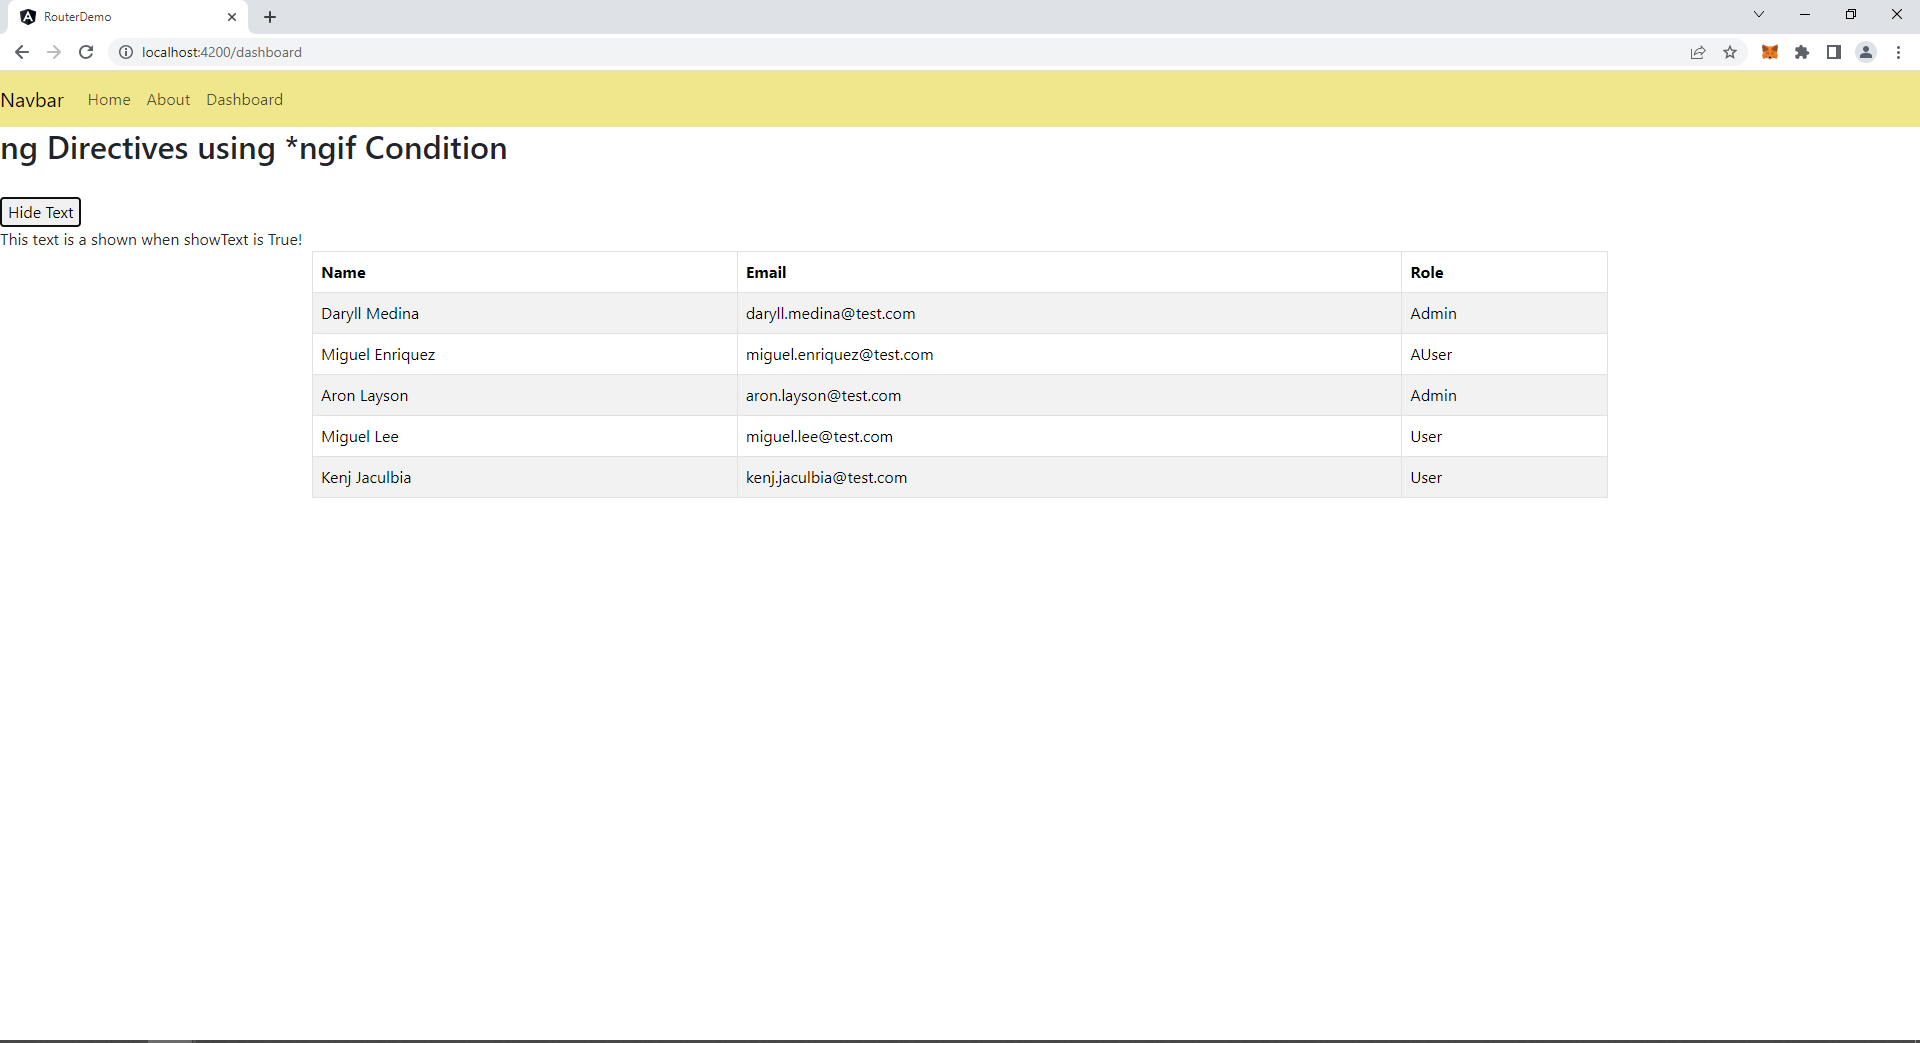 RouterDemo
localhost:4200/dashboard
Navbar Home About Dashboard
ng Directives using *ngif Condition
Hide Text
This text is a shown when showText is True!
Name Email Role
Daryll Medina daryll.medina@test.com Admin
Miguel Enriquez miguel.enriquez@test.com AUser
Aron Layson aron.layson@test.com Admin
Miguel Lee miguel.lee@test.com User
Kenj Jaculbia kenj.jaculbia@test.com User